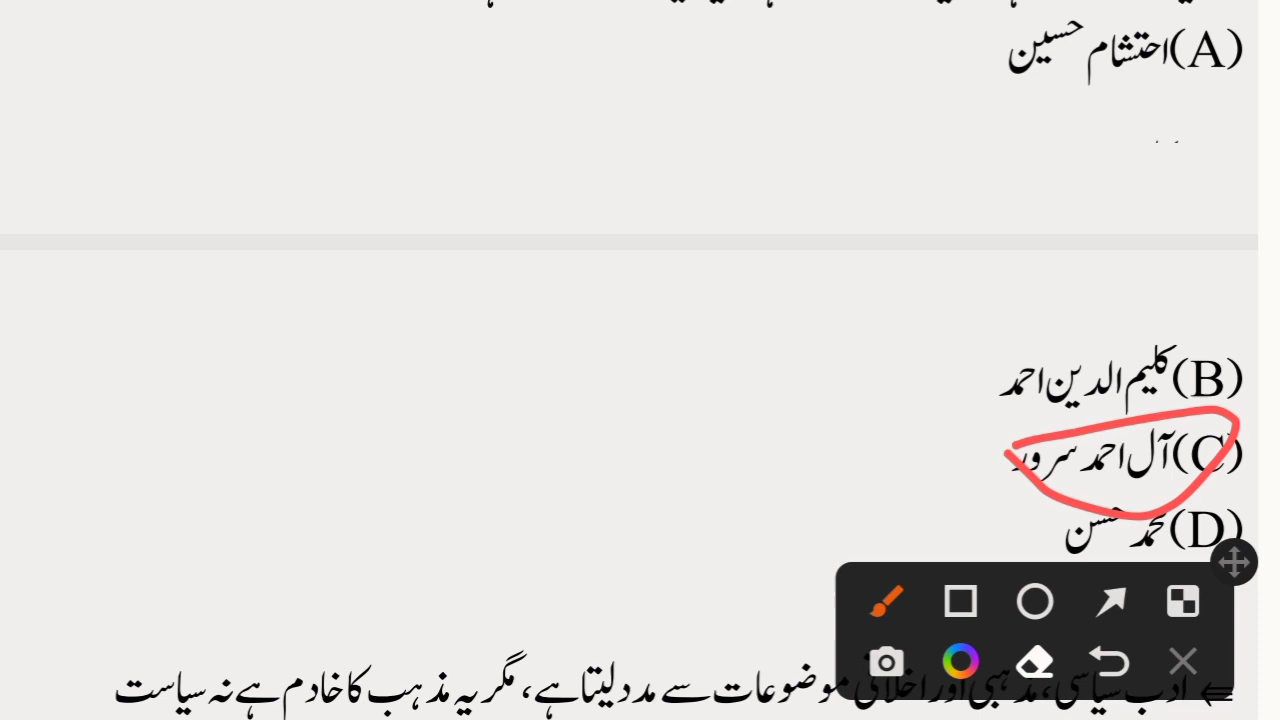 (A)احتشام حسین
(B)کلیم الدین احمد
(C)آل احمد سرور
(D)محمد حسن
⇐ ادب سیاسی، مذہبی اور اخلاقی موضوعات سے مدد لیتا ہے، مگر یہ مذہب کا خادم ہے نہ سیاست